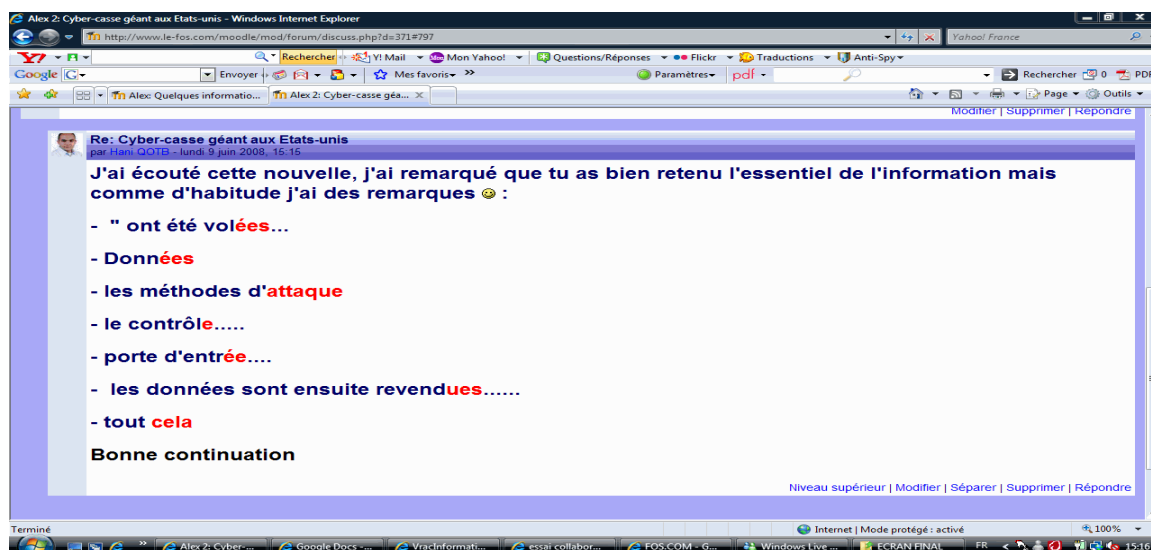 Alex 2: Cyber-casse géant aux Etats-unis - Windows Internet Explorer
http://www.le-fos.com/moodle/mod/forum/discuss.php?d=371#797
Yahoo! France
Y7 Rechercher Y! Mail Mon Yahoo! Questions/Réponses Flickr Traductions Anti-Spy
Google G Envoyer Mes favoris Paramètres pdf Rechercher 0 PDF
Alex: Quelques informatio... Alex 2: Cyber-casse géa... Page Outils
Modifier | Supprimer | Répondre
Re: Cyber-casse géant aux Etats-unis
par Hani QOTB - lundi 9 juin 2008, 15:15
J'ai écouté cette nouvelle, j'ai remarqué que tu as bien retenu l'essentiel de l'information mais
comme d'habitude j'ai des remarques :
- " ont été volées...
- Données
- les méthodes d'attaque
- le contrôle.....
- porte d'entrée....
- les données sont ensuite revendues......
- tout cela
Bonne continuation
Niveau supérieur | Modifier | Séparer | Supprimer | Répondre
Terminé Internet | Mode protégé : activé 100%
Alex 2: Cyber-... Google Docs -... VracInformati... essai collabor... FOS.COM - G... Windows Live ... ECRAN FINAL FR 15:16